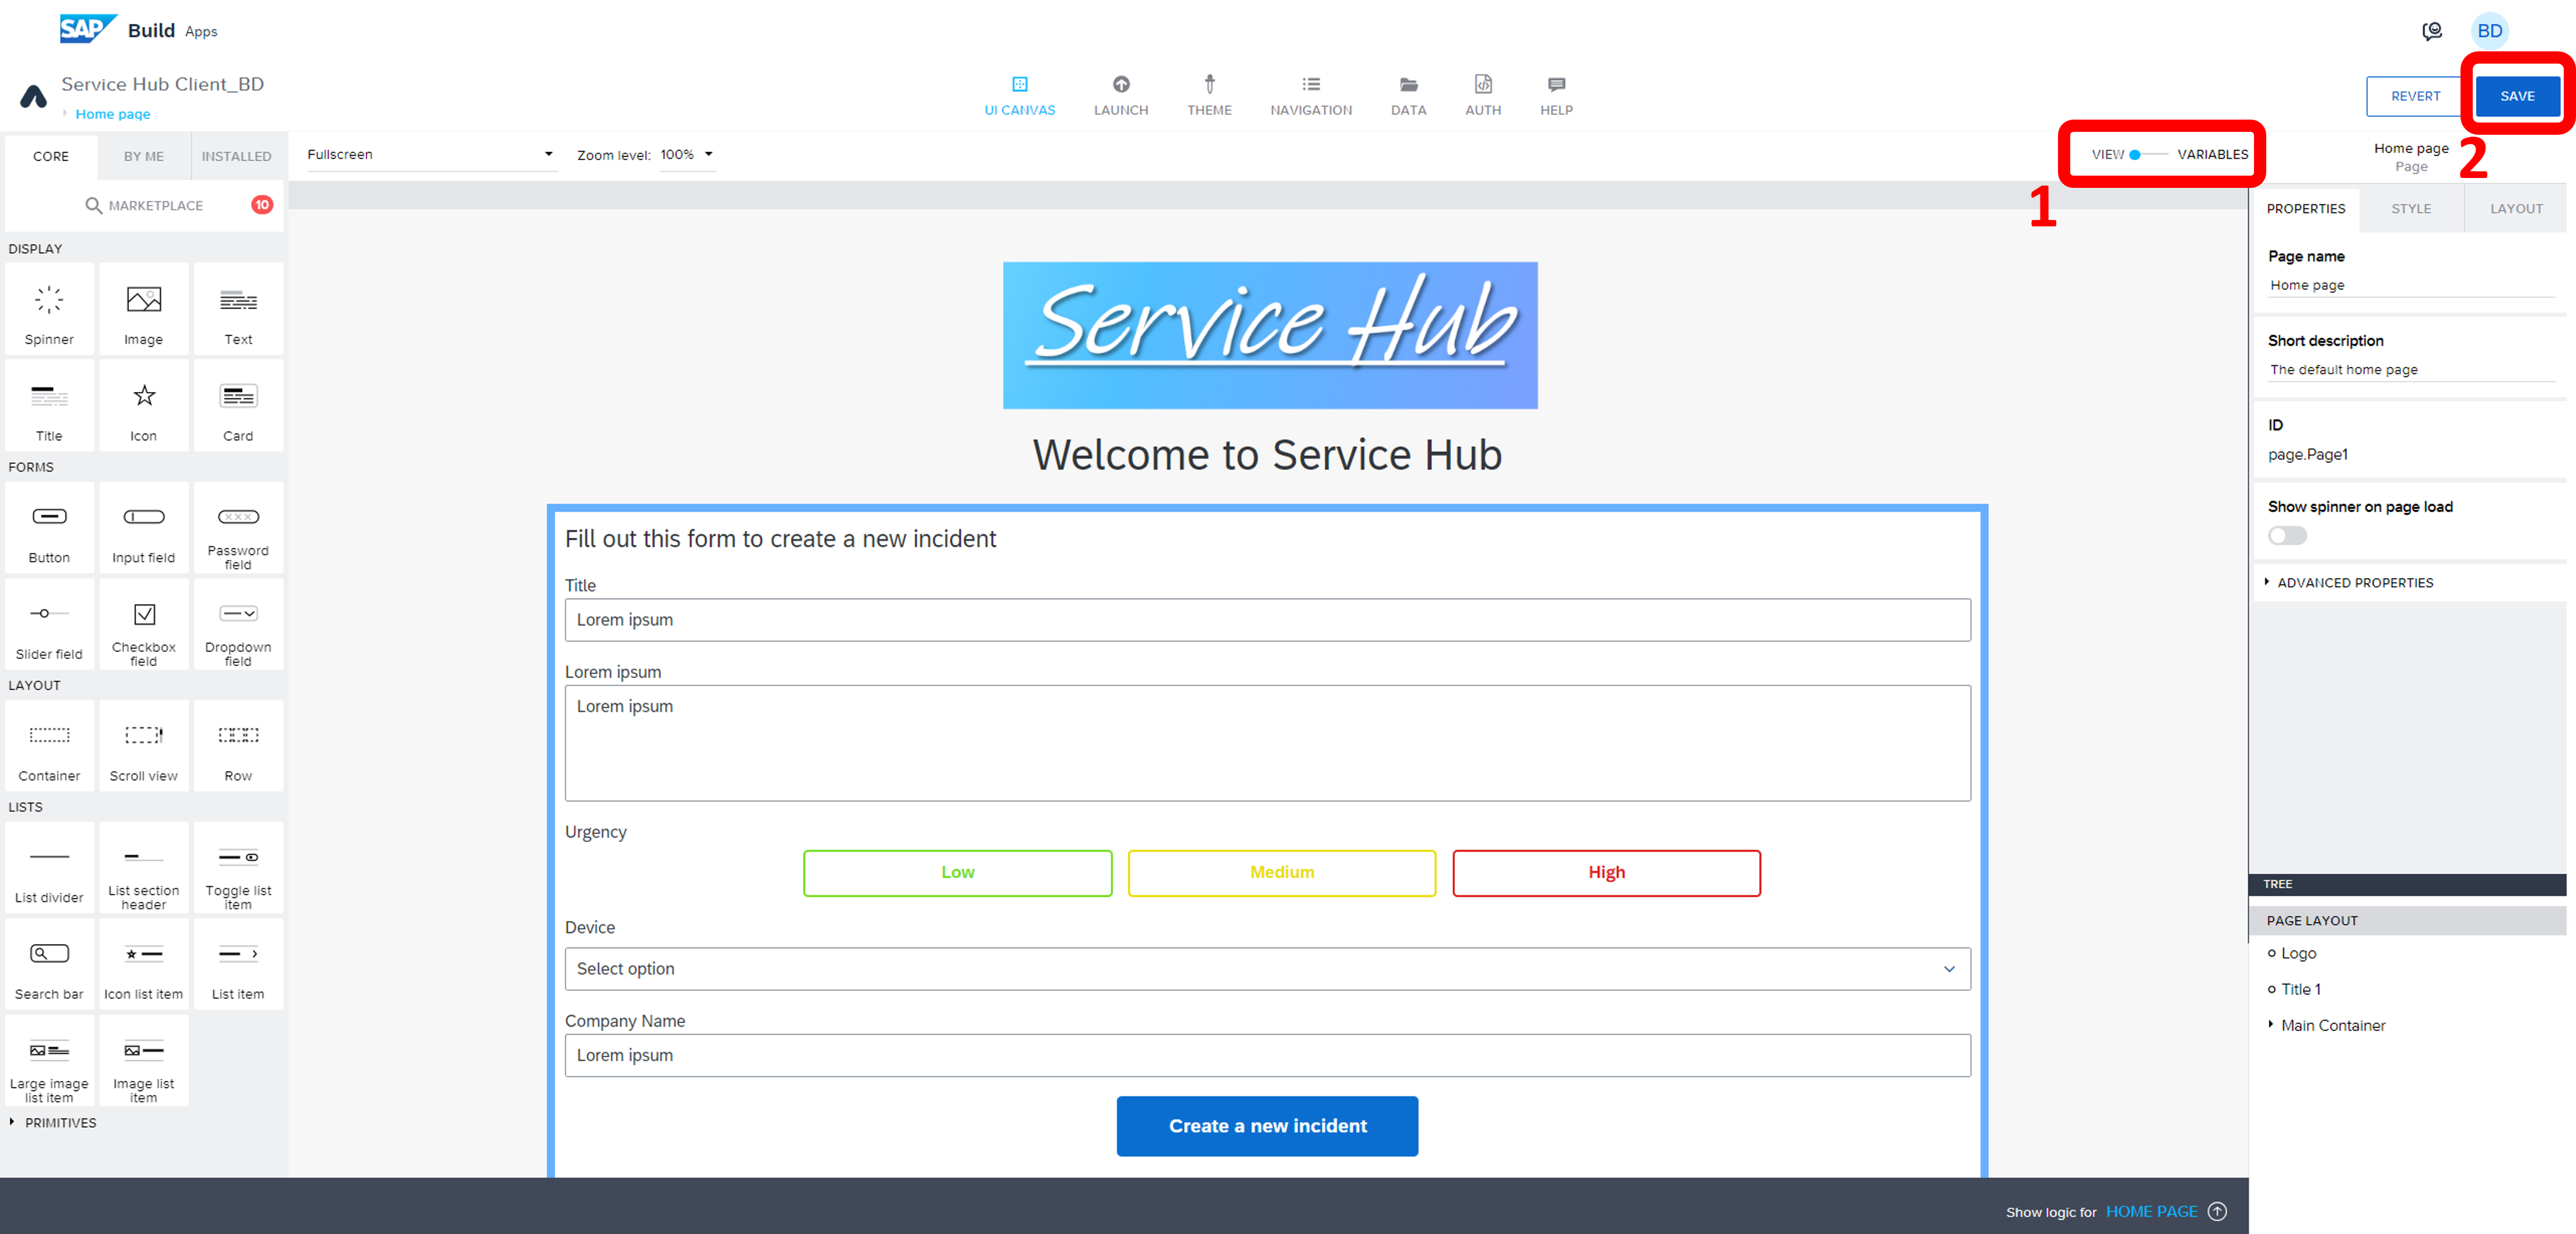 SAP Build Apps
BD
Service Hub Client_BD
Home page
UI CANVAS
LAUNCH
THEME
NAVIGATION
DATA
AUTH
HELP
REVERT
SAVE
CORE
BY ME
INSTALLED
Fullscreen
Zoom level: 100%
VIEW
VARIABLES
Home page
Page
1
2
MARKETPLACE
10
DISPLAY
Spinner
Image
Text
Title
Icon
Card
FORMS
Button
Input field
Password
field
Slider field
Checkbox
field
Dropdown
field
LAYOUT
Container
Scroll view
Row
LISTS
List divider
List section
header
Toggle list
item
Search bar
Icon list item
List item
Large image
list item
Image list
item
PRIMITIVES
Service Hub
Welcome to Service Hub
Fill out this form to create a new incident
Title
Lorem ipsum
Lorem ipsum
Lorem ipsum
Urgency
Low
Medium
High
Device
Select option
Company Name
Lorem ipsum
Create a new incident
Show logic for HOME PAGE
PROPERTIES
STYLE
LAYOUT
Page name
Home page
Short description
The default home page
ID
page.Page1
Show spinner on page load
ADVANCED PROPERTIES
TREE
PAGE LAYOUT
Logo
Title 1
Main Container